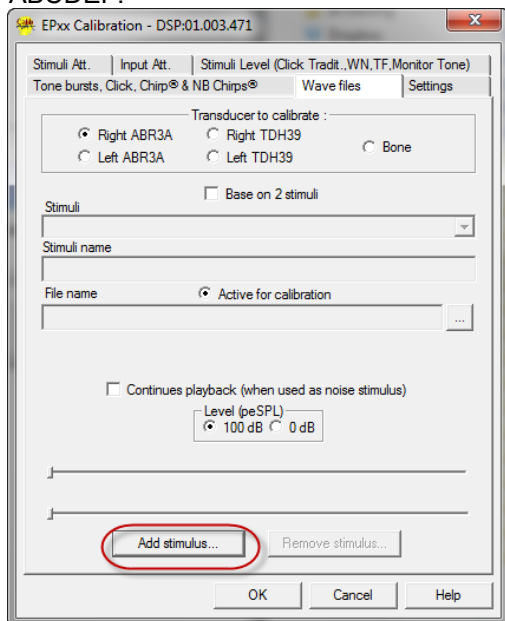 EPxx Calibration - DSP:01.003.471
Stimuli Att. Input Att. Stimuli Level (Click Tradit.,WN,TF,Monitor Tone)
Tone bursts, Click, Chirp® & NB Chirps® Wave files Settings
Transducer to calibrate :
Right ABR3A Right TDH39
Bone
Left ABR3A Left TDH39
Base on 2 stimuli
Stimuli
Stimuli name
File name Active for calibration
...
Continues playback (when used as noise stimulus)
Level (peSPL)
100 dB 0 dB
Add stimulus... Remove stimulus...
OK Cancel Help